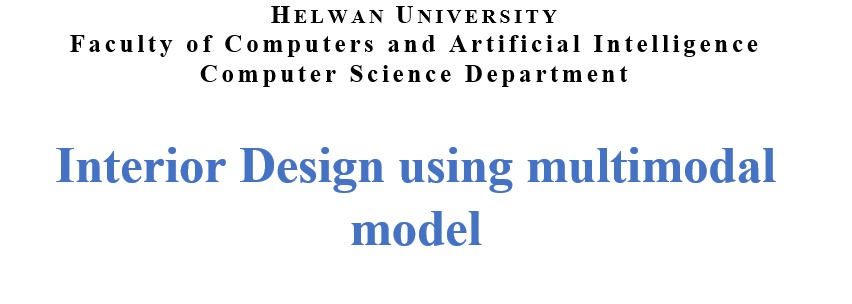 HELWAN UNIVERSITY
Faculty of Computers and Artificial Intelligence
Computer Science Department
Interior Design using multimodal
model